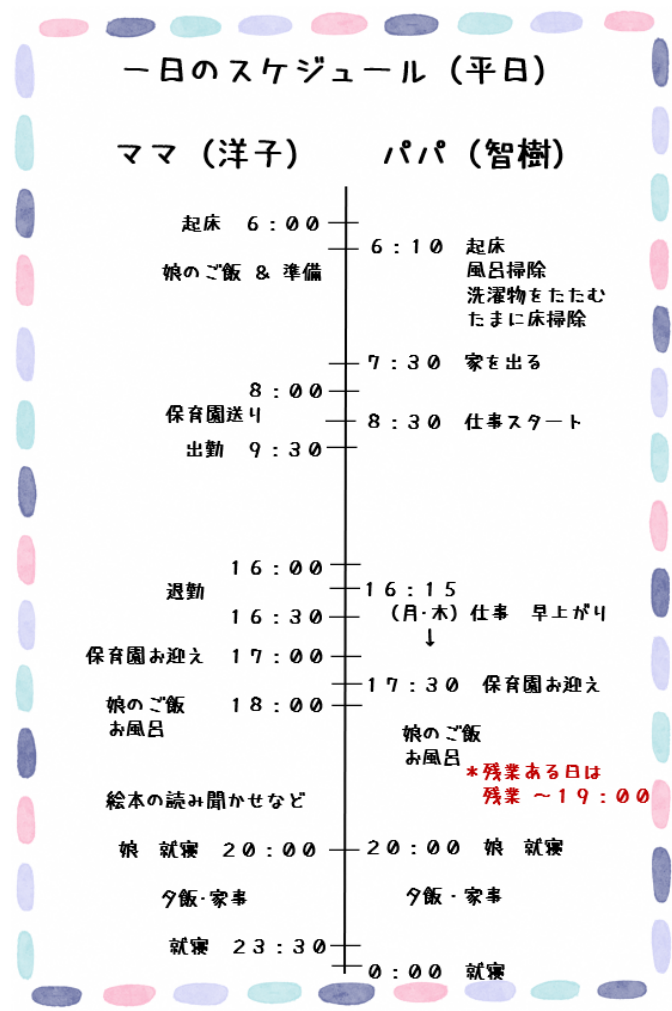 一日のスケジュール（平日）
ママ（洋子）
パパ（智樹）
起床　６：００
６：１０　起床
娘のご飯 ＆ 準備
風呂掃除
洗濯物をたたむ
たまに床掃除
７：３０　家を出る
８：００
保育園送り
８：３０　仕事スタート
出勤　９：３０
１６：００
退勤
１６：１５
（月・木）仕事　早上がり
１６：３０
↓
保育園お迎え　１７：００
１７：３０　保育園お迎え
娘のご飯　１８：００
お風呂
娘のご飯
お風呂
＊残業ある日は
残業 ～１９：００
絵本の読み聞かせなど
娘　就寝　２０：００
２０：００　娘　就寝
夕飯・家事
夕飯・家事
就寝　２３：３０
０：００　就寝